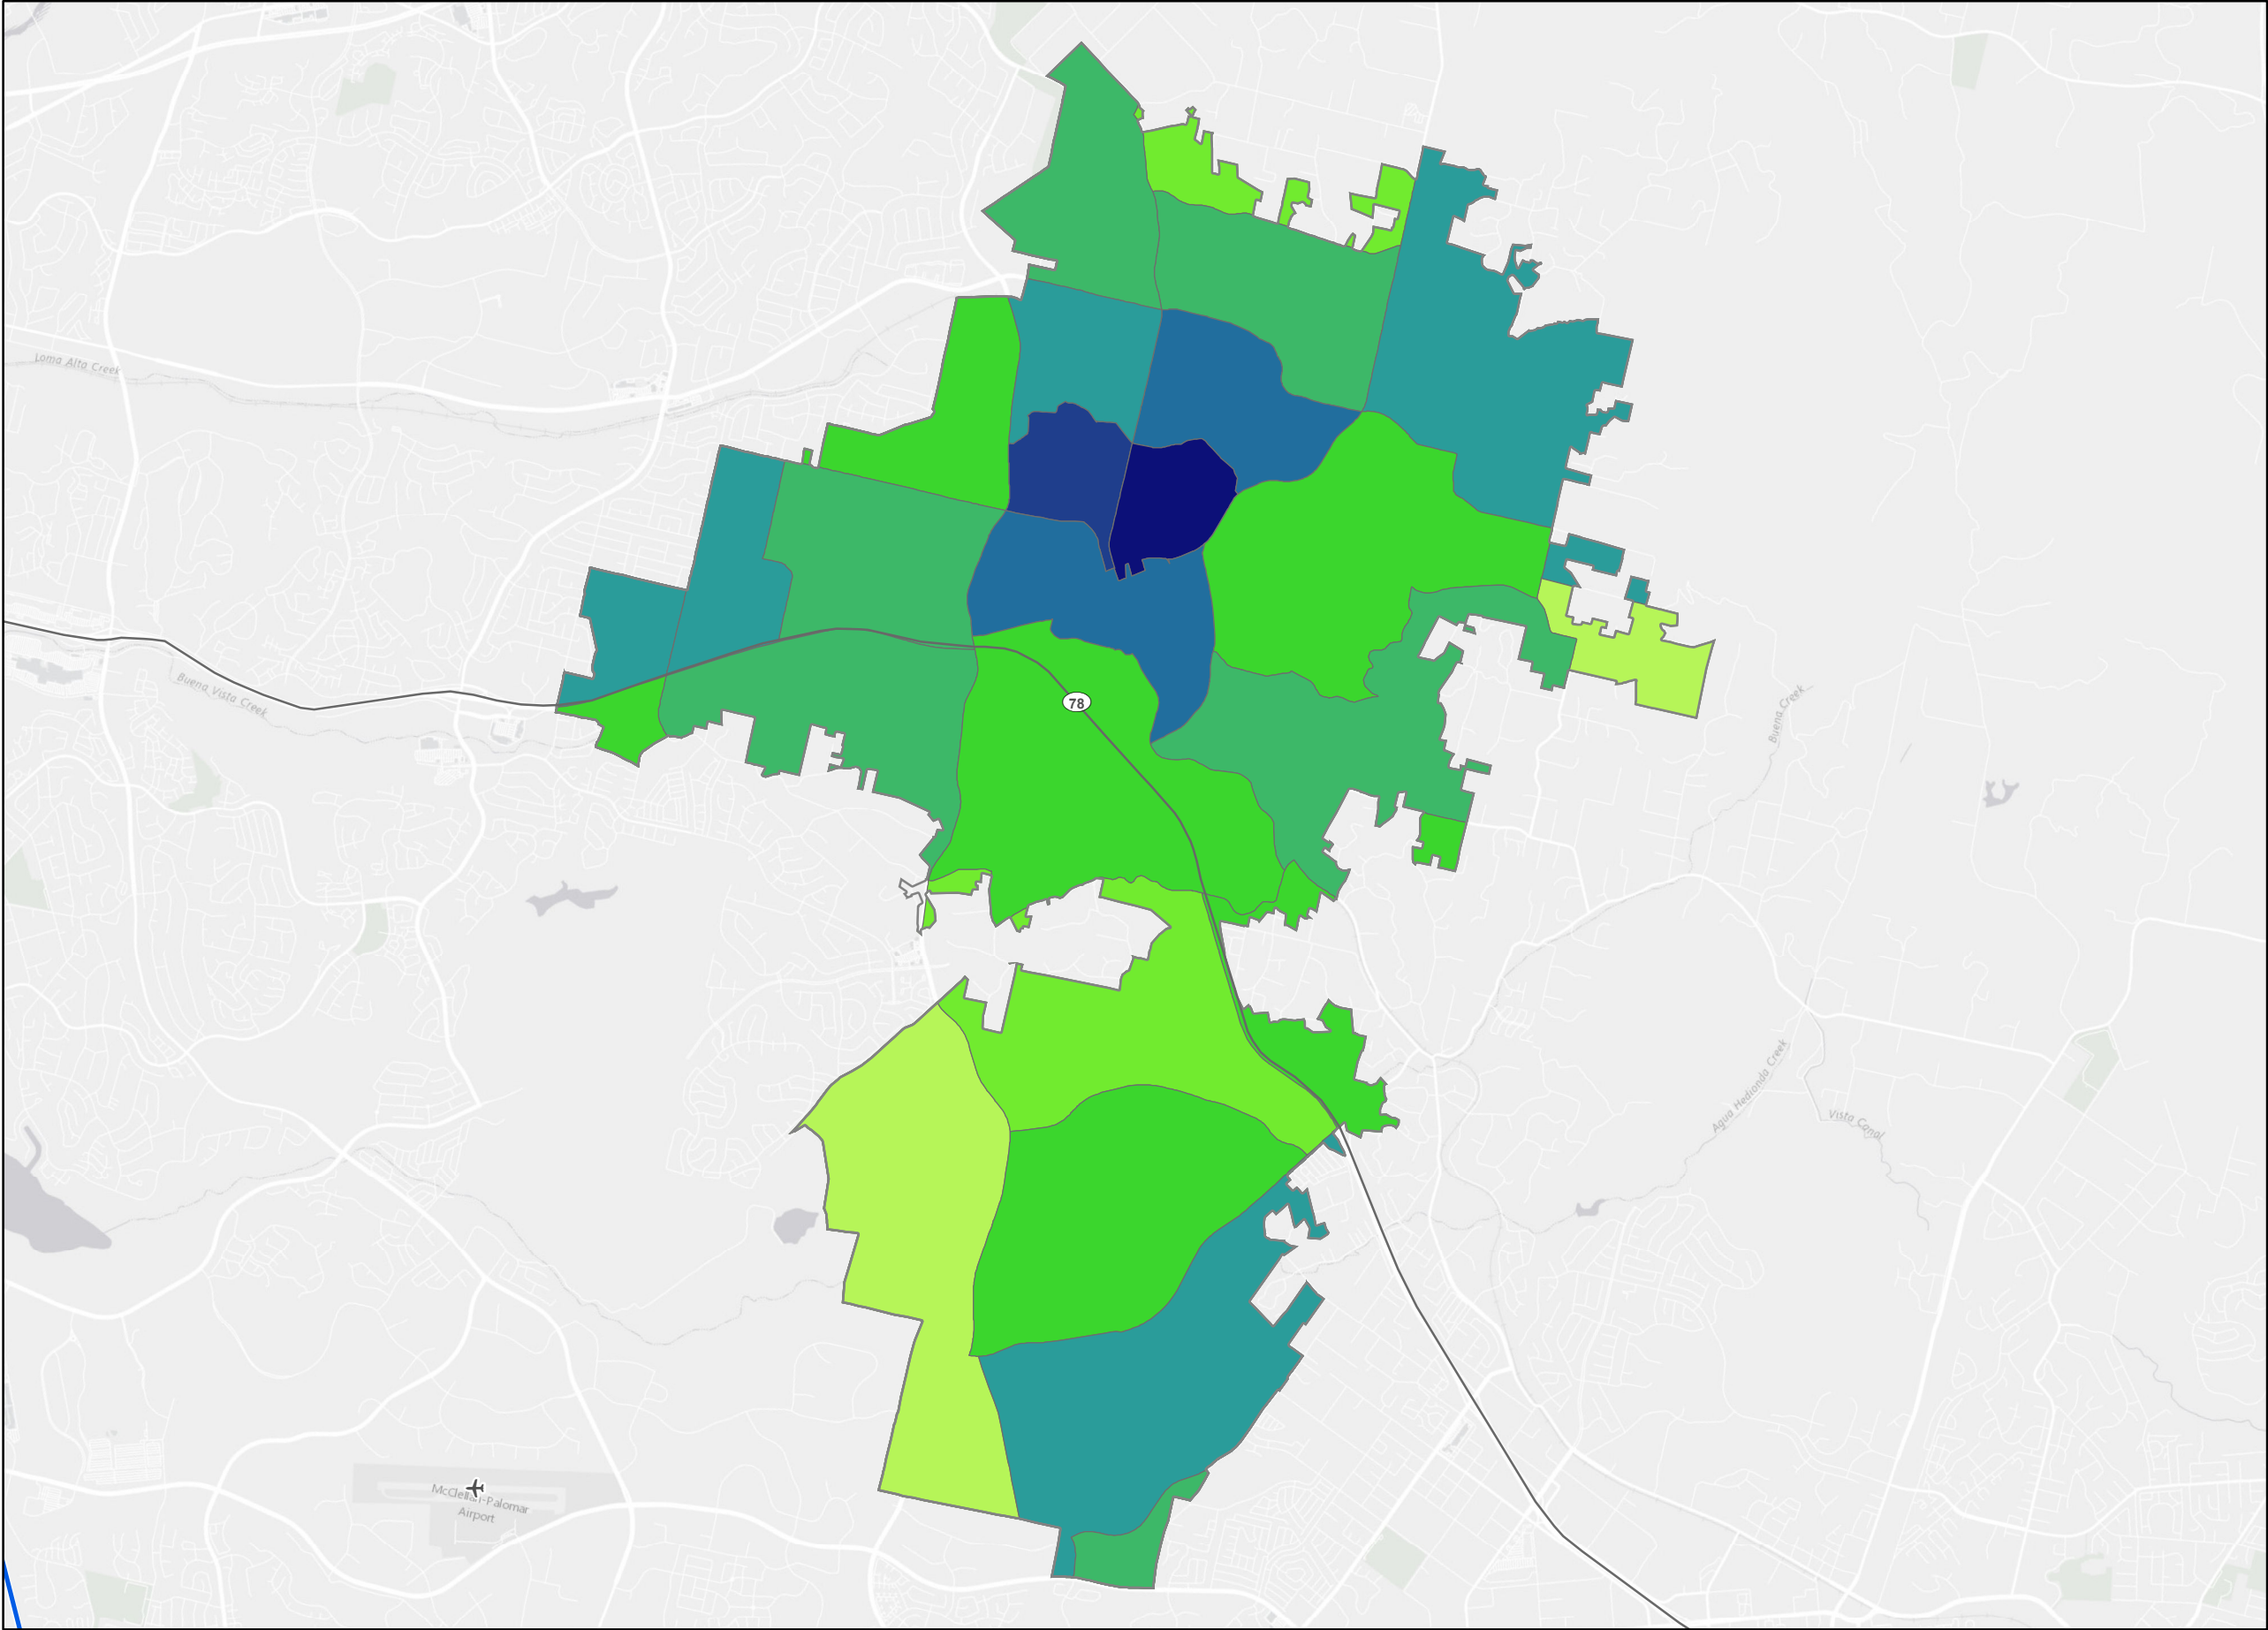 Loma Alta Creek
Buena Vista Creek
78
Buena Creek
Agua Hedionda Creek
Vista Canal
McClellan-Palomar
Airport